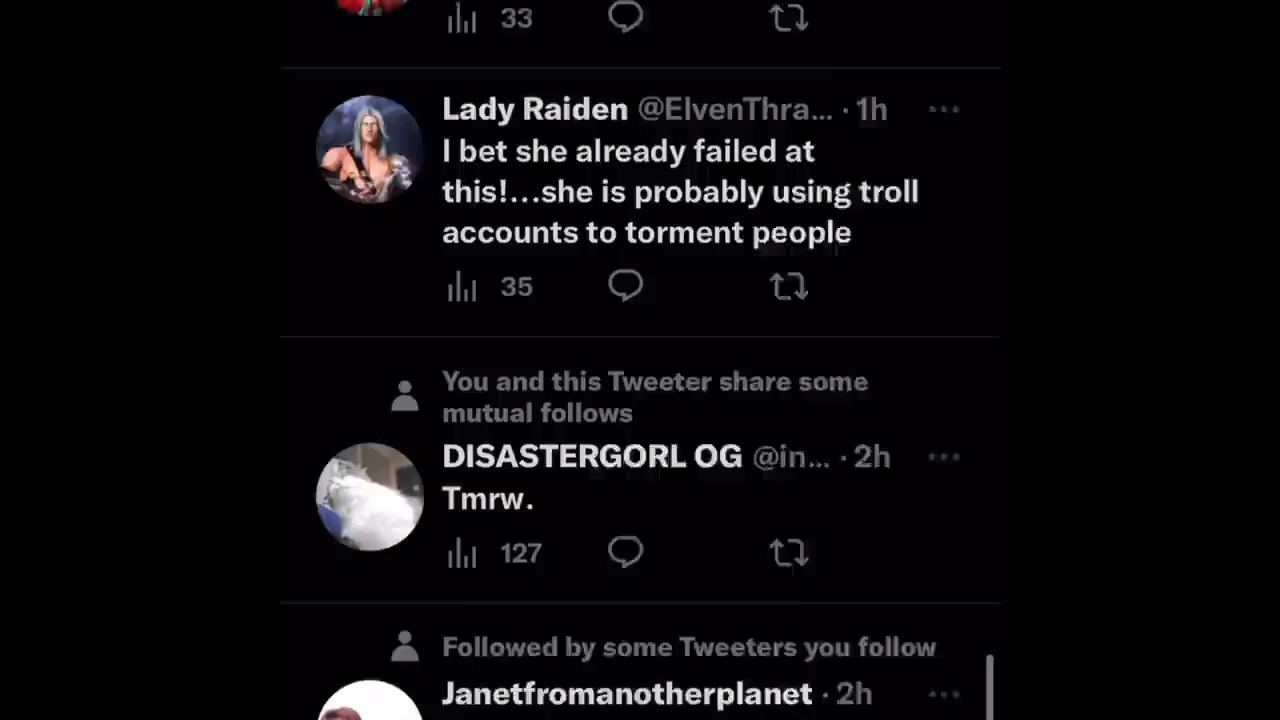 33
Lady Raiden @ElvenThra... · 1h
I bet she already failed at
this!...she is probably using troll
accounts to torment people
35
You and this Tweeter share some
mutual follows
DISASTERGORL OG @in... · 2h
Tmrw.
127
Followed by some Tweeters you follow
Janetfromanotherplanet · 2h